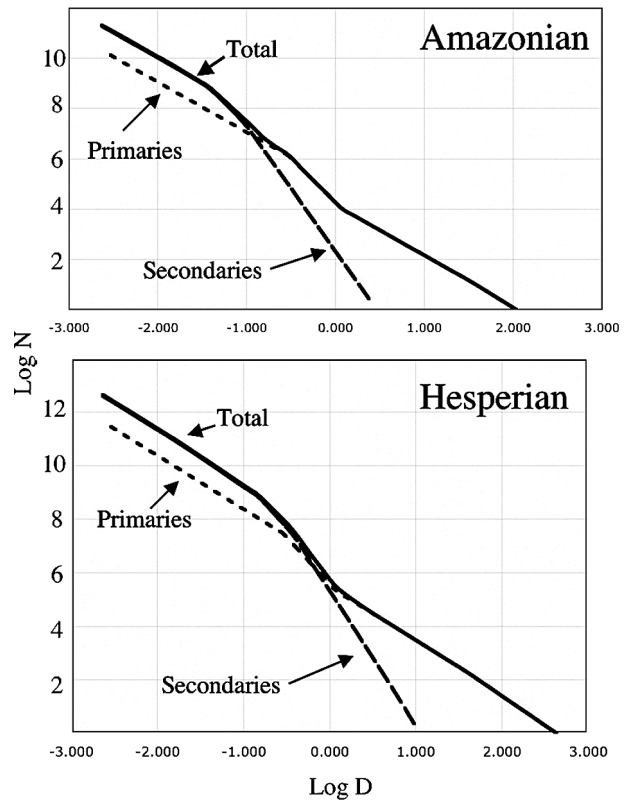 Amazonian
10
Total
8
Primaries
6
4
Secondaries
2
-3.000 -2.000 -1.000 0.000 1.000 2.000 3.000
Log N
Hesperian
12
Total
10
Primaries
8
6
4
Secondaries
2
-3.000 -2.000 -1.000 0.000 1.000 2.000 3.000
Log D